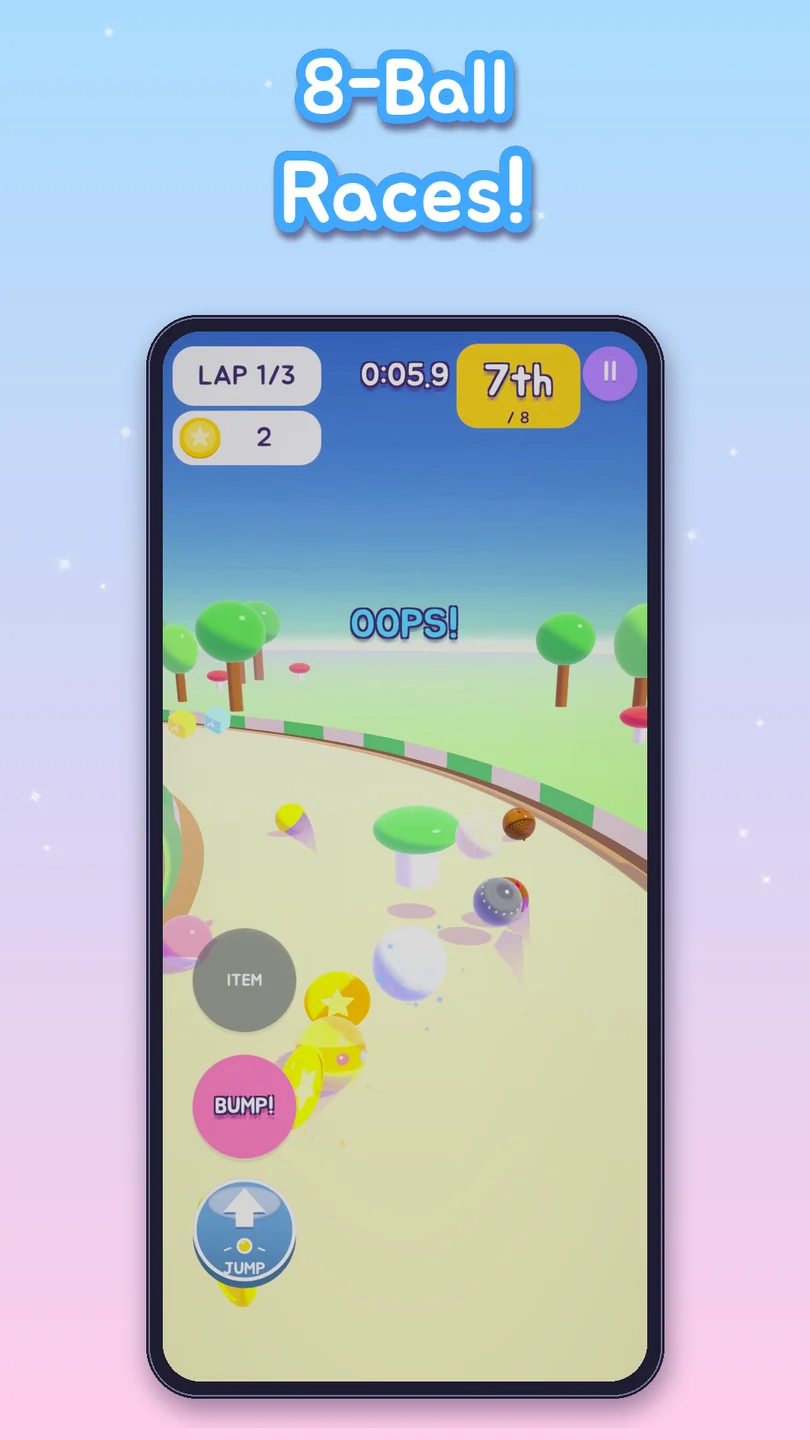 8-Ball
Races!
LAP 1/3
0:05.9
7th
/ 8
2
OOPS!
ITEM
BUMP!
JUMP